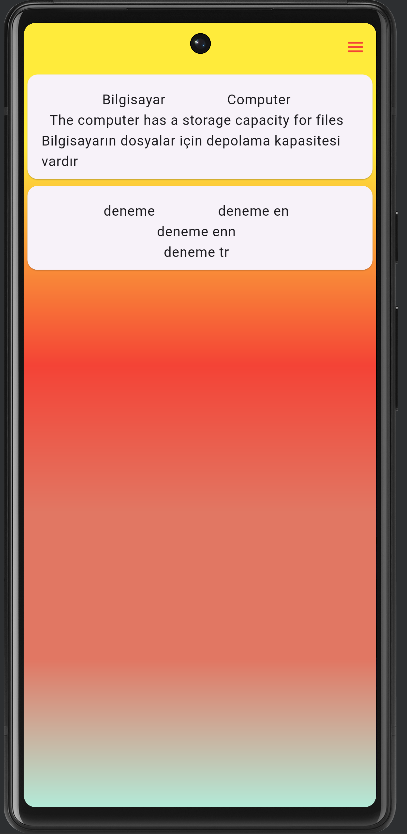 Bilgisayar Computer
The computer has a storage capacity for files
Bilgisayarın dosyalar için depolama kapasitesi
vardır
deneme deneme en
deneme enn
deneme tr